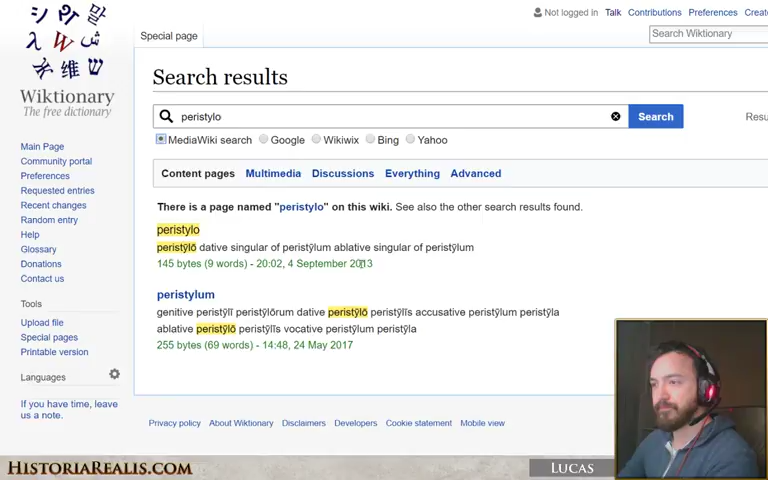 Not logged in Talk Contributions Preferences Creat
Special page
Search Wiktionary
Wiktionary
The free dictionary
Search results
peristylo
Search
Resu
MediaWiki search Google Wikiwix Bing Yahoo
Content pages Multimedia Discussions Everything Advanced
There is a page named "peristylo" on this wiki. See also the other search results found.
peristylo
peristȳlō dative singular of peristȳlum ablative singular of peristȳlum
145 bytes (9 words) - 20:02, 4 September 2013
peristylum
genitive peristȳlī peristȳlōrum dative peristȳlō peristȳlīs accusative peristȳlum peristȳla
ablative peristȳlō peristȳlīs vocative peristȳlum peristȳla
255 bytes (69 words) - 14:48, 24 May 2017
Main Page
Community portal
Preferences
Requested entries
Recent changes
Random entry
Help
Glossary
Donations
Contact us
Tools
Upload file
Special pages
Printable version
Languages
If you have time, leave
us a note.
Privacy policy About Wiktionary Disclaimers Developers Cookie statement Mobile view
HISTORIAREALIS.COM
LUCAS